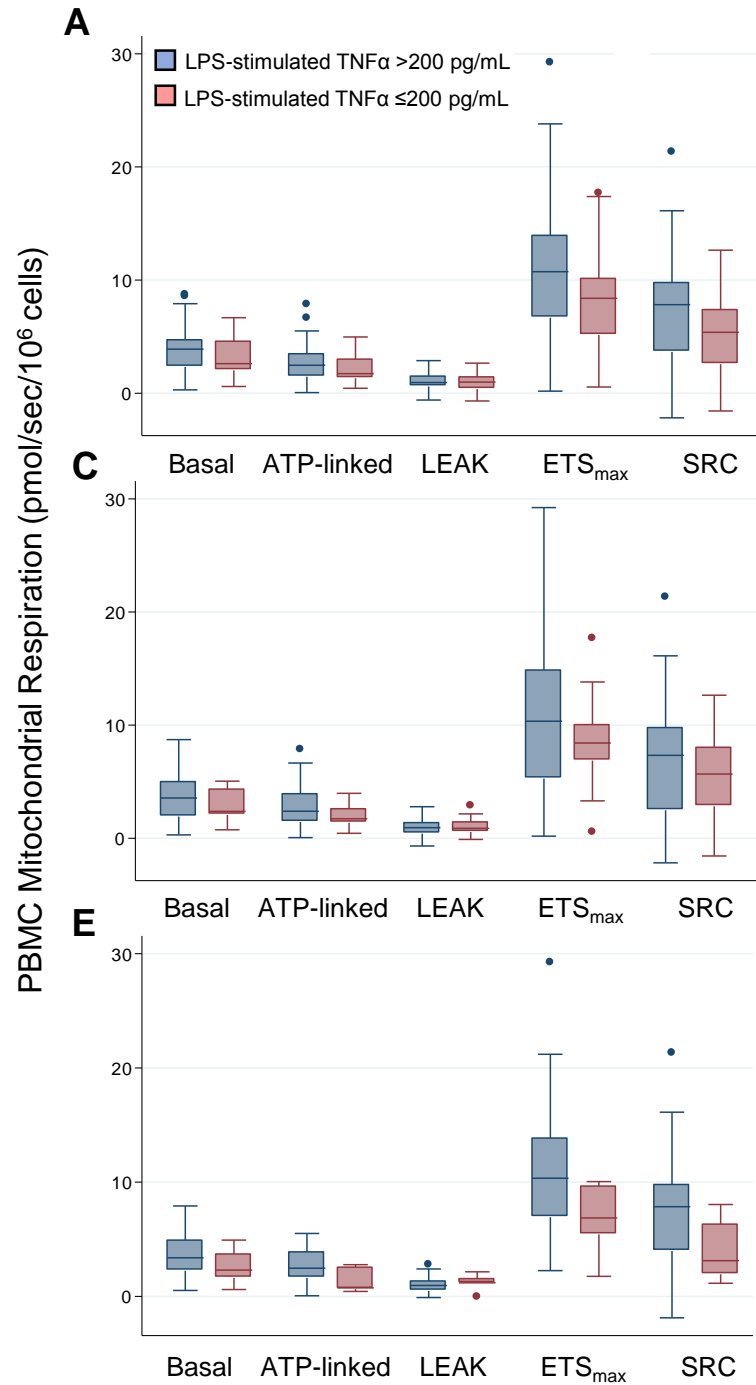 A
LPS-stimulated TNFα >200 pg/mL
LPS-stimulated TNFα ≤200 pg/mL
PBMC Mitochondrial Respiration (pmol/sec/10⁶ cells)
30
20
10
0
Basal ATP-linked LEAK ETSmax SRC
C
30
20
10
0
Basal ATP-linked LEAK ETSmax SRC
E
30
20
10
0
Basal ATP-linked LEAK ETSmax SRC